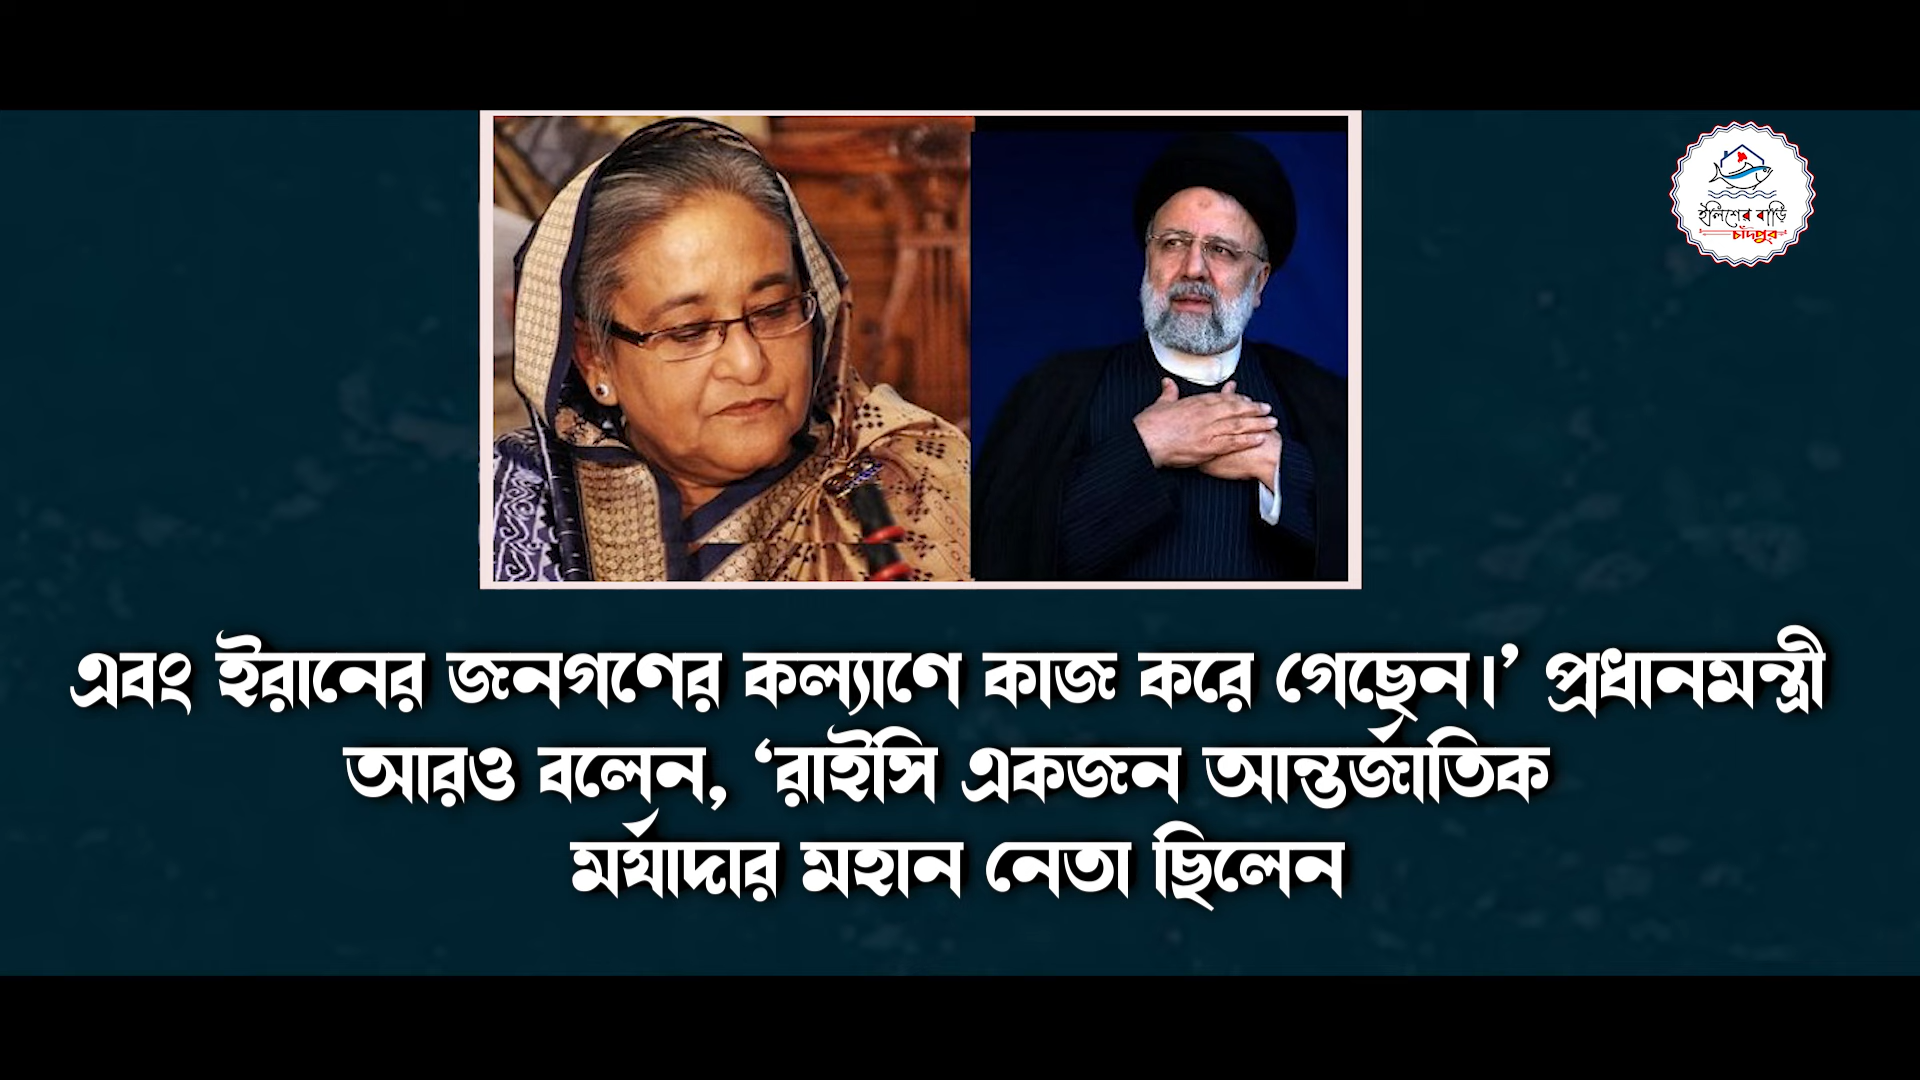 ইলিশের বাড়ি
চাঁদপুর
এবং ইরানের জনগণের কল্যাণে কাজ করে গেছেন।’ প্রধানমন্ত্রী
আরও বলেন, ‘রাইসি একজন আন্তর্জাতিক
মর্যাদার মহান নেতা ছিলেন